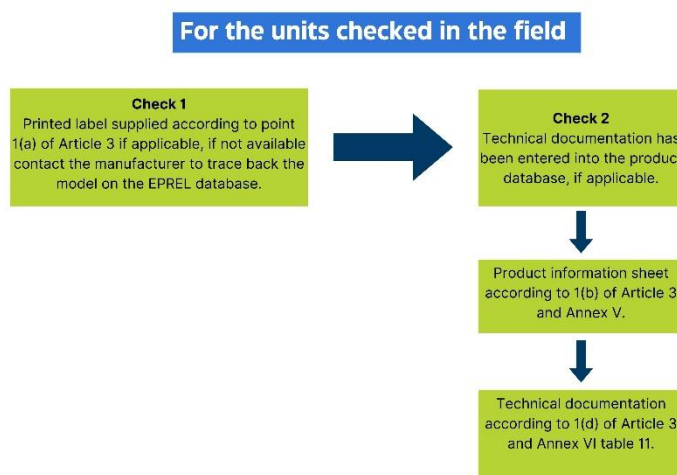 For the units checked in the field
Check 1
Printed label supplied according to point
1(a) of Article 3 if applicable, if not available
contact the manufacturer to trace back the
model on the EPREL database.
Check 2
Technical documentation has
been entered into the product
database, if applicable.
Product information sheet
according to 1(b) of Article 3
and Annex V.
Technical documentation
according to 1(d) of Article 3
and Annex VI table 11.